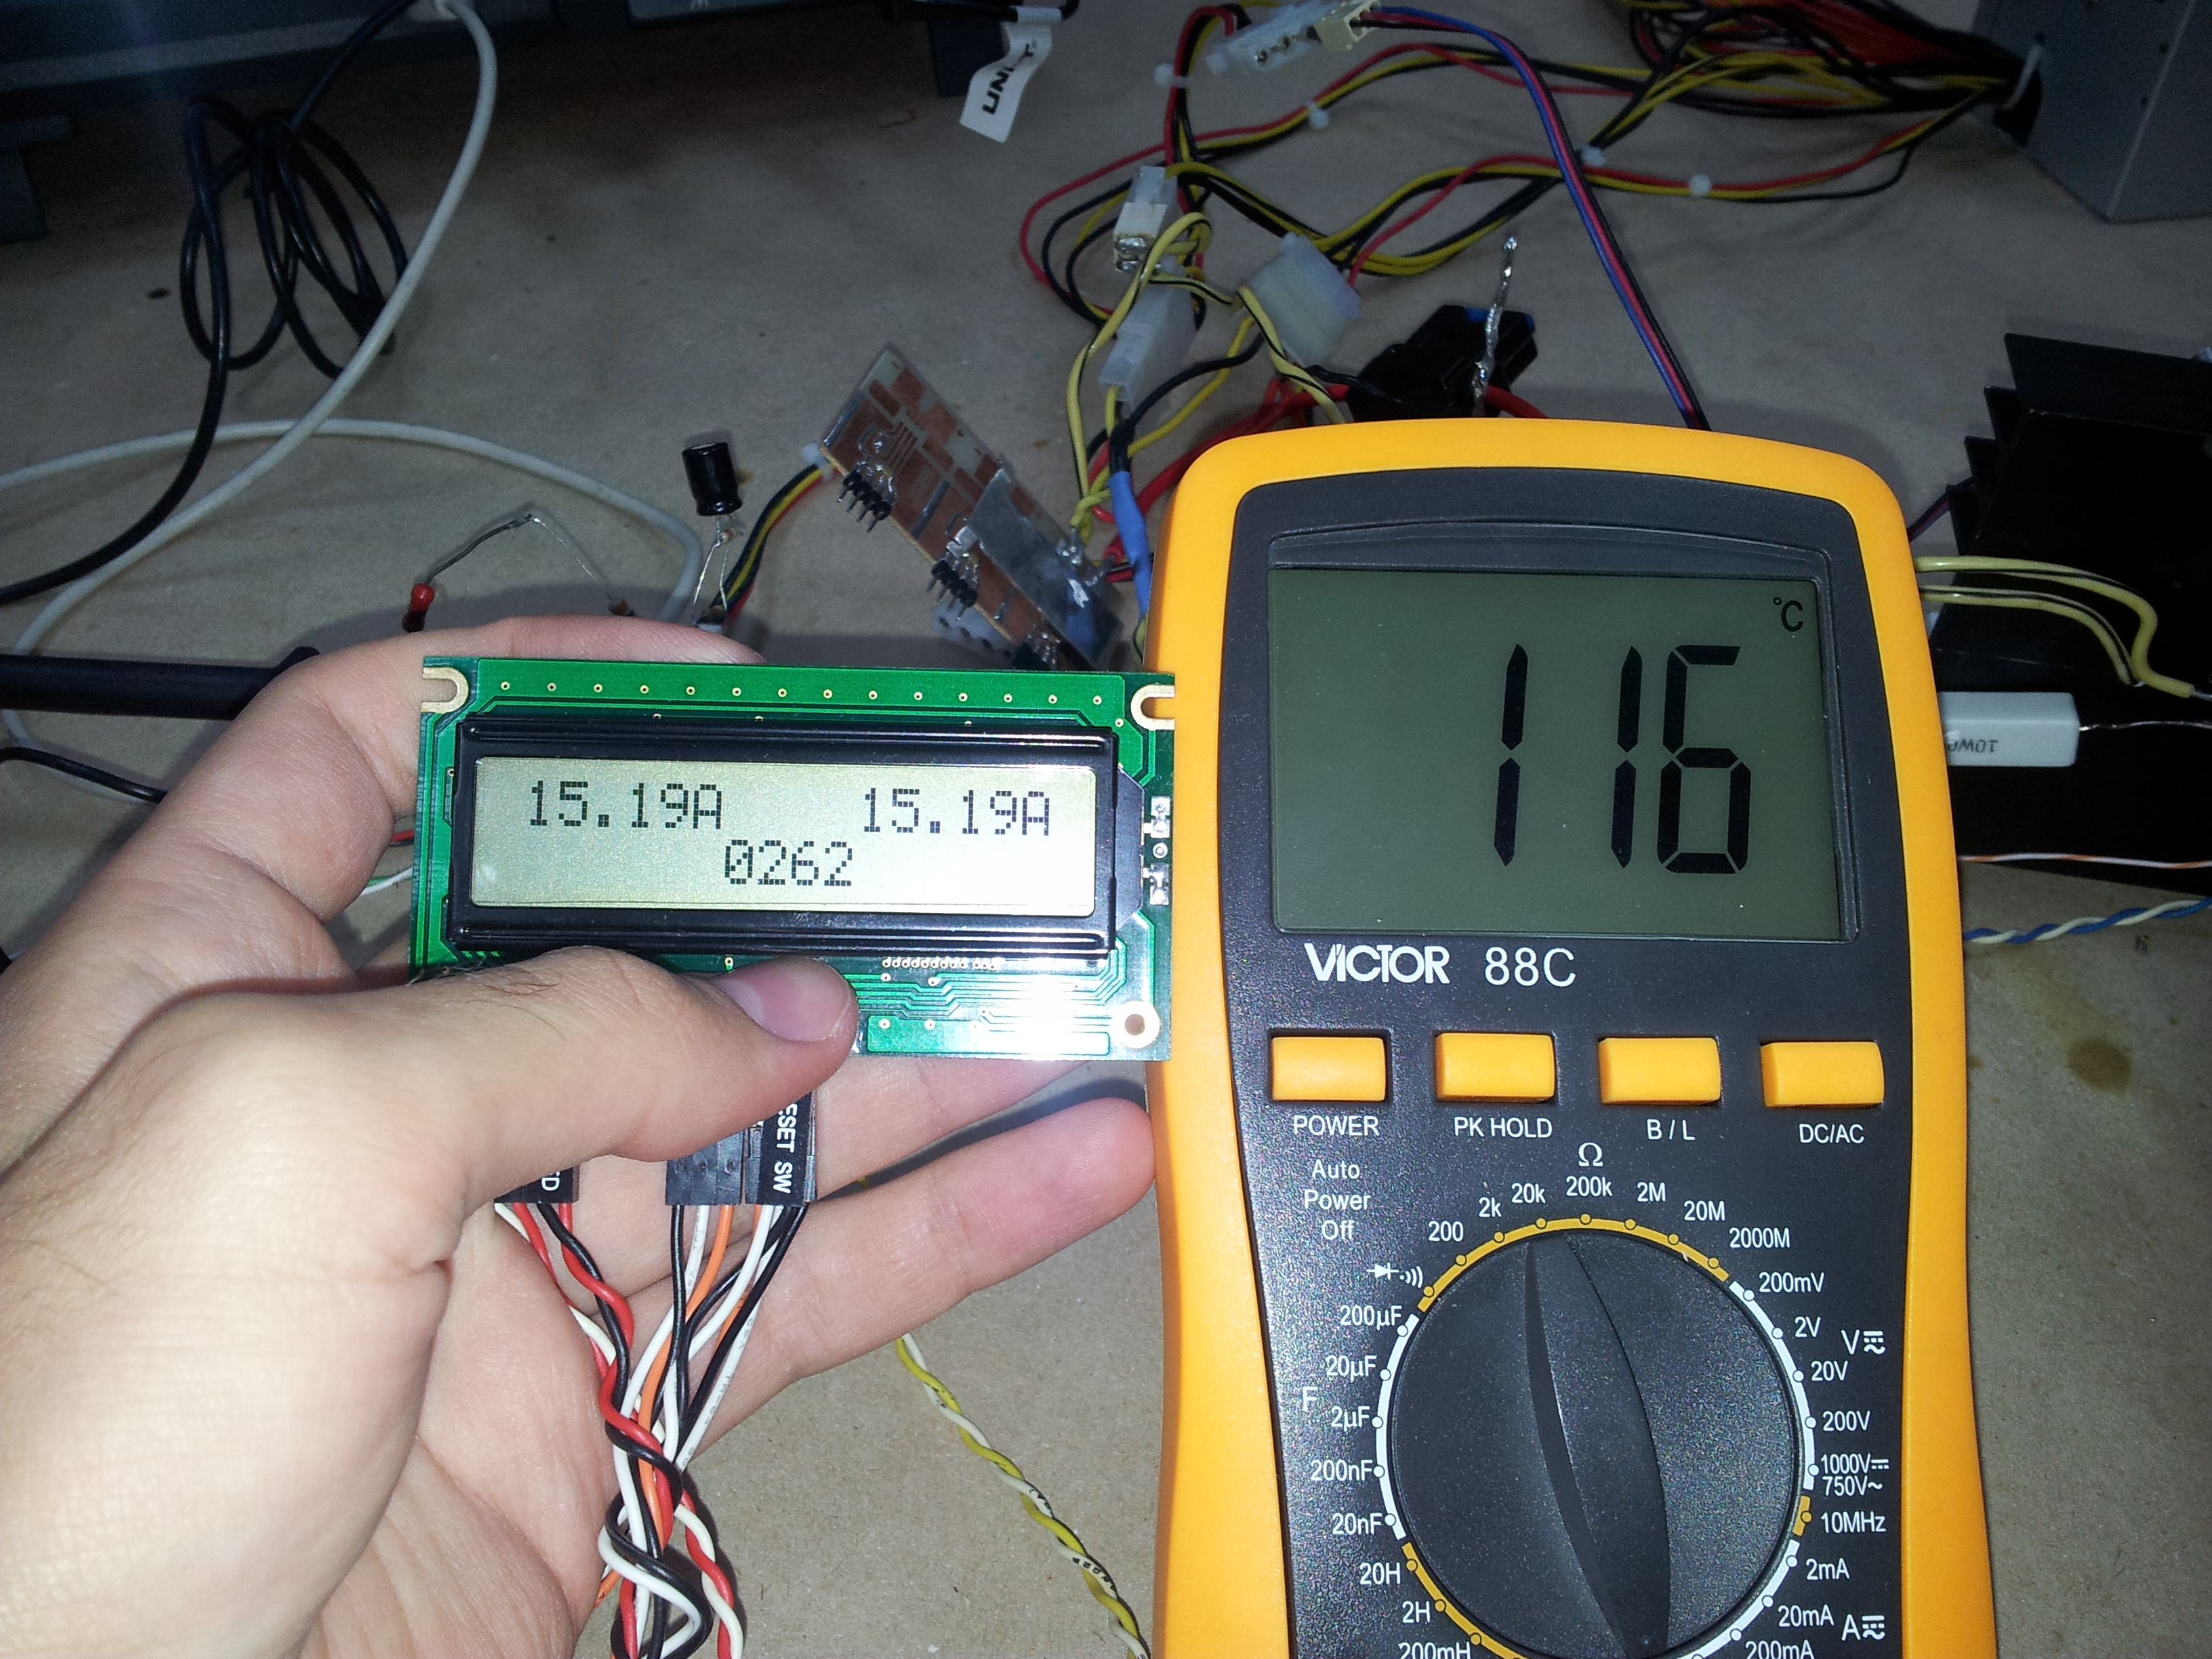 15.19A 15.19A
0262
°C
116
VICTOR 88C
POWER PK HOLD B / L DC/AC
Auto
Power
Off
Ω
200 2k 20k 200k 2M 20M 2000M
200mV
2V
V
20V
200V
1000V
750V~
10MHz
2mA
20mA
A
200mA
200µF
20µF
F
2µF
200nF
20nF
20H
2H
200mH
ESET SW
10W